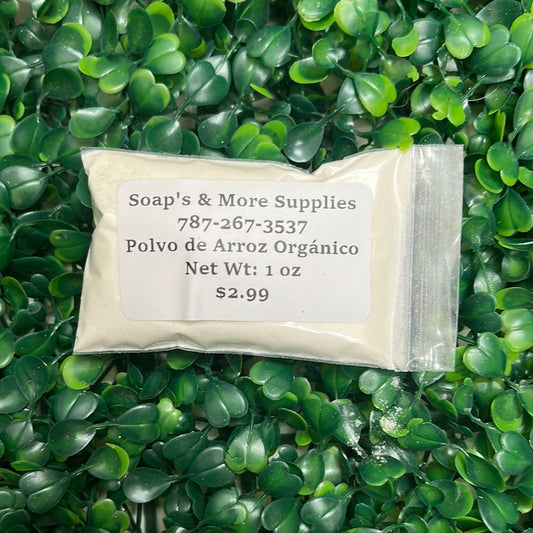 Soap's & More Supplies
787-267-3537
Polvo de Arroz Orgánico
Net Wt: 1 oz
$2.99